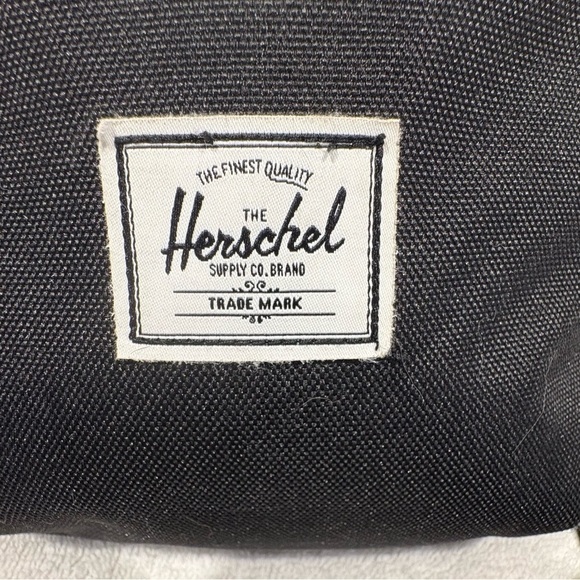 THE FINEST QUALITY
THE
Herschel
SUPPLY CO. BRAND
TRADE MARK